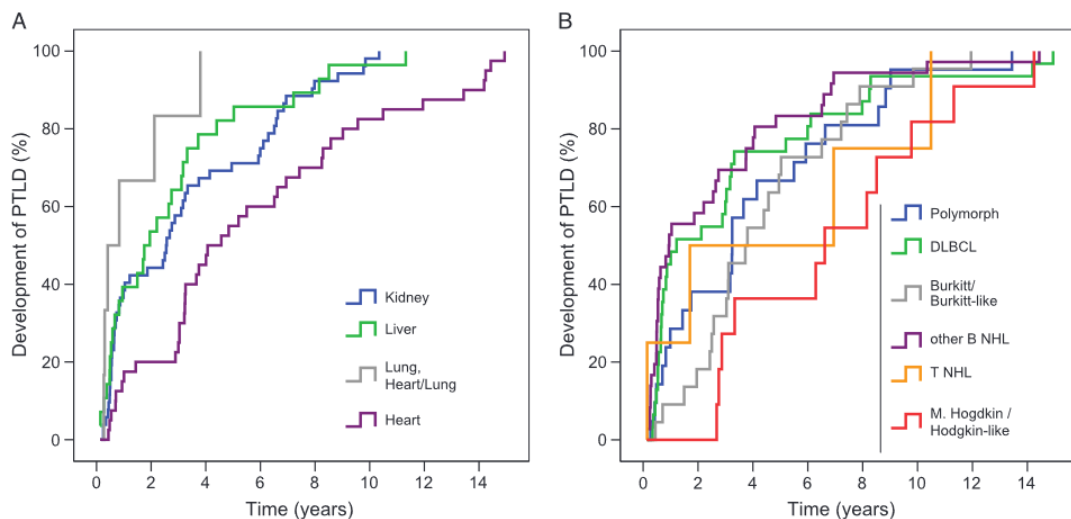 A
Development of PTLD (%)
100
80
60
40
20
0
0 2 4 6 8 10 12 14
Time (years)
Kidney
Liver
Lung,
Heart/Lung
Heart
B
Development of PTLD (%)
100
80
60
40
20
0
0 2 4 6 8 10 12 14
Time (years)
Polymorph
DLBCL
Burkitt/
Burkitt-like
other B NHL
T NHL
M. Hogdkin /
Hodgkin-like